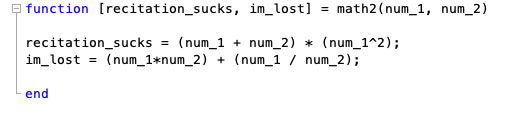 function [recitation_sucks, im_lost] = math2(num_1, num_2)
recitation_sucks = (num_1 + num_2) * (num_1^2);
im_lost = (num_1*num_2) + (num_1 / num_2);
end